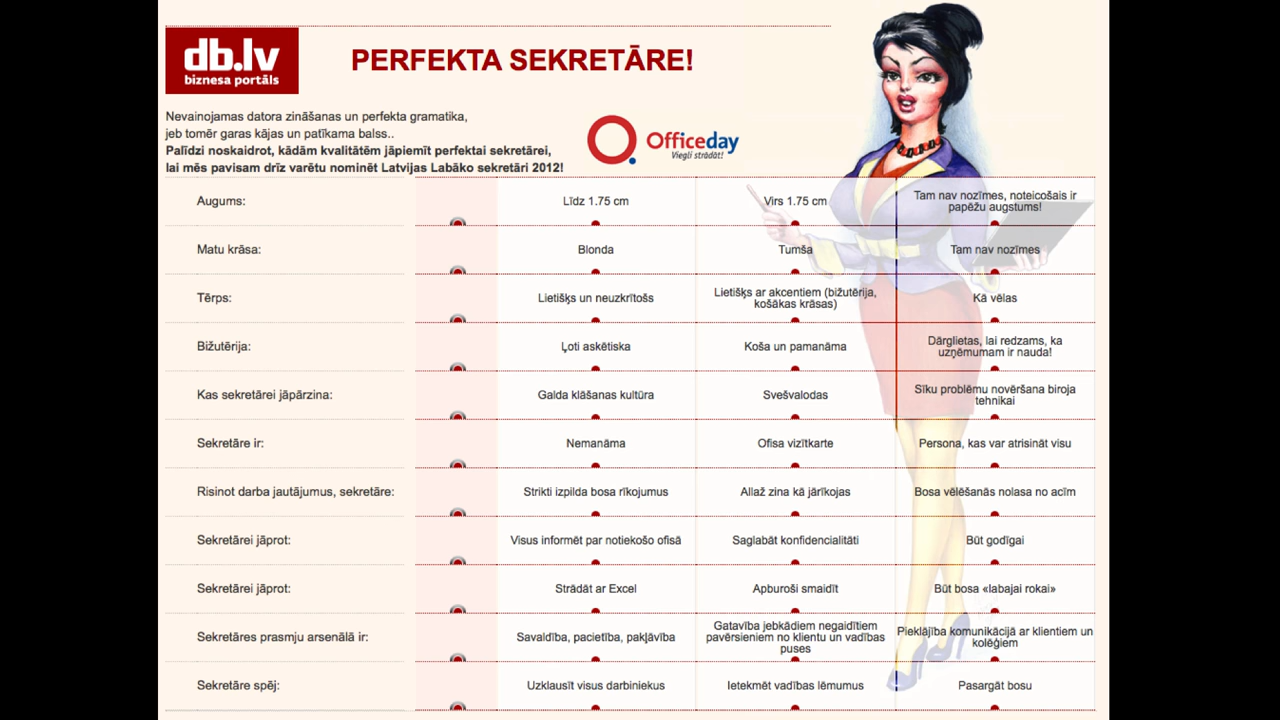 db.lv
biznesa portāls
PERFEKTA SEKRETĀRE!
Nevainojamas datora zināšanas un perfekta gramatika,
jeb tomēr garas kājas un patīkama balss..
Palīdzi noskaidrot, kādām kvalitātēm jāpiemīt perfektai sekretārei,
lai mēs pavisam drīz varētu nominēt Latvijas Labāko sekretāri 2012!
Officeday
Viegli strādāt!
Augums:
Līdz 1.75 cm
Virs 1.75 cm
Tam nav nozīmes, noteicošais ir
papēžu augstums!
Matu krāsa:
Blonda
Tumša
Tam nav nozīmes
Tērps:
Lietišķs un neuzkrītošs
Lietišķs ar akcentiem (bižutērija,
košākas krāsas)
Kā vēlas
Bižutērija:
Ļoti askētiska
Koša un pamanāma
Dārglietas, lai redzams, ka
uzņēmumam ir nauda!
Kas sekretārei jāpārzina:
Galda klāšanas kultūra
Svešvalodas
Sīku problēmu novēršana biroja
tehnikai
Sekretāre ir:
Nemanāma
Ofisa vizītkarte
Persona, kas var atrisināt visu
Risinot darba jautājumus, sekretāre:
Strikti izpilda bosa rīkojumus
Allaž zina kā jārīkojas
Bosa vēlēšanās nolasa no acīm
Sekretārei jāprot:
Visus informēt par notiekošo ofisā
Saglabāt konfidencialitāti
Būt godīgai
Sekretārei jāprot:
Strādāt ar Excel
Apburoši smaidīt
Būt bosa «labajai rokai»
Sekretāres prasmju arsenālā ir:
Savaldība, pacietība, pakļāvība
Gatavība jebkādiem negaidītiem
pavērsieniem no klientu un vadības
puses
Pieklājība komunikācijā ar klientiem un
kolēģiem
Sekretāre spēj:
Uzklausīt visus darbiniekus
Ietekmēt vadības lēmumus
Pasargāt bosu